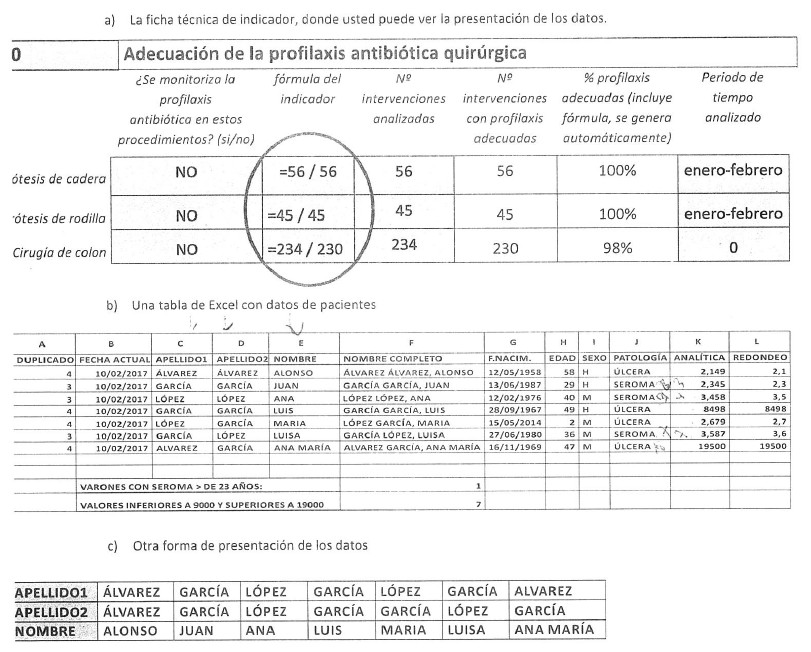 a) La ficha técnica de indicador, donde usted puede ver la presentación de los datos.
0 Adecuación de la profilaxis antibiótica quirúrgica
¿Se monitoriza la profilaxis antibiótica en estos procedimientos? (si/no) fórmula del indicador Nº intervenciones analizadas Nº intervenciones con profilaxis adecuadas % profilaxis adecuadas (incluye fórmula, se genera automáticamente) Periodo de tiempo analizado
ótesis de cadera NO =56 / 56 56 56 100% enero-febrero
ótesis de rodilla NO =45 / 45 45 45 100% enero-febrero
Cirugía de colon NO =234 / 230 234 230 98% 0
b) Una tabla de Excel con datos de pacientes
A B C D E F G H I J K L
DUPLICADO FECHA ACTUAL APELLIDO1 APELLIDO2 NOMBRE NOMBRE COMPLETO F.NACIM. EDAD SEXO PATOLOGÍA ANALÍTICA REDONDEO
4 10/02/2017 ÁLVAREZ ÁLVAREZ ALONSO ÁLVAREZ ÁLVAREZ, ALONSO 12/05/1958 58 H ÚLCERA 2,149 2,1
3 10/02/2017 GARCÍA GARCÍA JUAN GARCÍA GARCÍA, JUAN 13/06/1987 29 H SEROMA 2,345 2,3
3 10/02/2017 LÓPEZ LÓPEZ ANA LÓPEZ LÓPEZ, ANA 12/02/1976 40 M SEROMA 3,458 3,5
4 10/02/2017 GARCÍA GARCÍA LUIS GARCÍA GARCÍA, LUIS 28/09/1967 49 H ÚLCERA 8498 8498
4 10/02/2017 LÓPEZ GARCÍA MARIA LÓPEZ GARCÍA, MARIA 15/05/2014 2 M ÚLCERA 2,679 2,7
3 10/02/2017 GARCÍA LÓPEZ LUISA GARCÍA LÓPEZ, LUISA 27/06/1980 36 M SEROMA 3,587 3,6
4 10/02/2017 ALVAREZ GARCÍA ANA MARÍA ALVAREZ GARCÍA, ANA MARÍA 16/11/1969 47 M ÚLCERA 19500 19500
VARONES CON SEROMA > DE 23 AÑOS: 1
VALORES INFERIORES A 9000 Y SUPERIORES A 19000 7
c) Otra forma de presentación de los datos
APELLIDO1 ÁLVAREZ GARCÍA LÓPEZ GARCÍA LÓPEZ GARCÍA ALVAREZ
APELLIDO2 ÁLVAREZ GARCÍA LÓPEZ GARCÍA GARCÍA LÓPEZ GARCÍA
NOMBRE ALONSO JUAN ANA LUIS MARIA LUISA ANA MARÍA